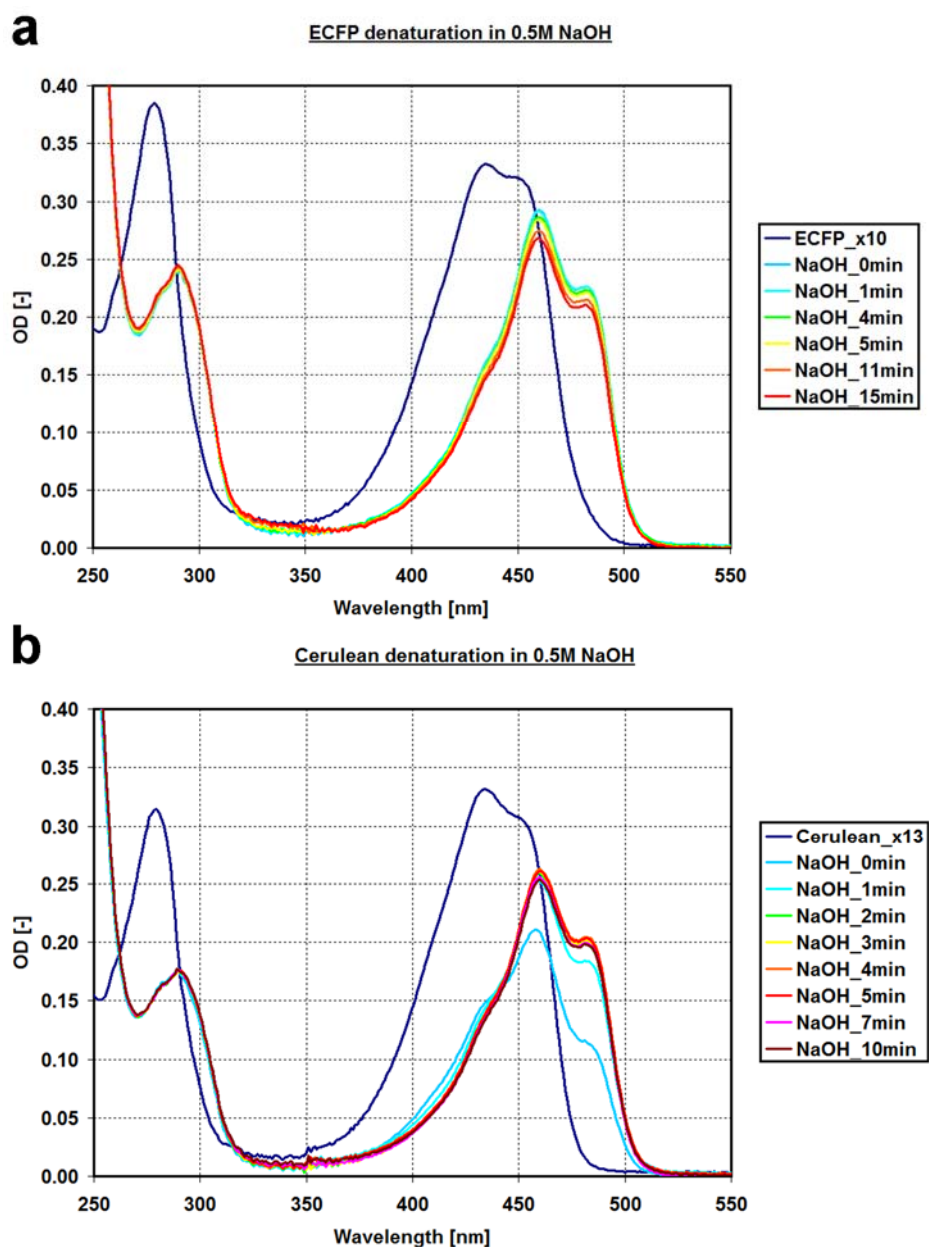 a
ECFP denaturation in 0.5M NaOH
0.40
0.35
0.30
0.25
0.20
0.15
0.10
0.05
0.00
OD [-]
250 300 350 400 450 500 550
Wavelength [nm]
ECFP_x10
NaOH_0min
NaOH_1min
NaOH_4min
NaOH_5min
NaOH_11min
NaOH_15min
b
Cerulean denaturation in 0.5M NaOH
0.40
0.35
0.30
0.25
0.20
0.15
0.10
0.05
0.00
OD [-]
250 300 350 400 450 500 550
Wavelength [nm]
Cerulean_x13
NaOH_0min
NaOH_1min
NaOH_2min
NaOH_3min
NaOH_4min
NaOH_5min
NaOH_7min
NaOH_10min